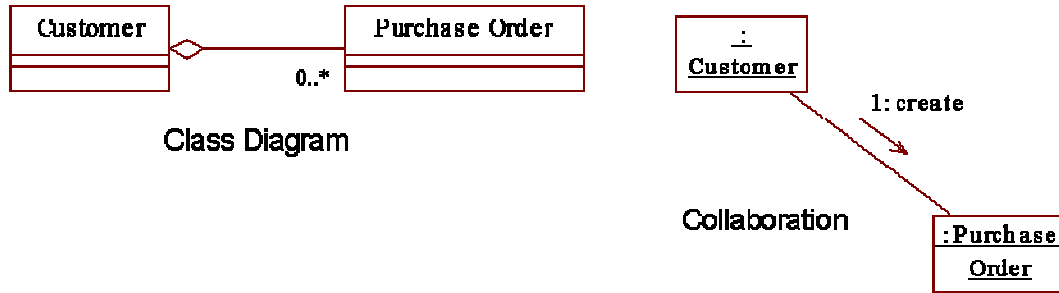 Customer
Purchase Order
0..*
Class Diagram
:
Customer
1: create
Collaboration
:Purchase
Order